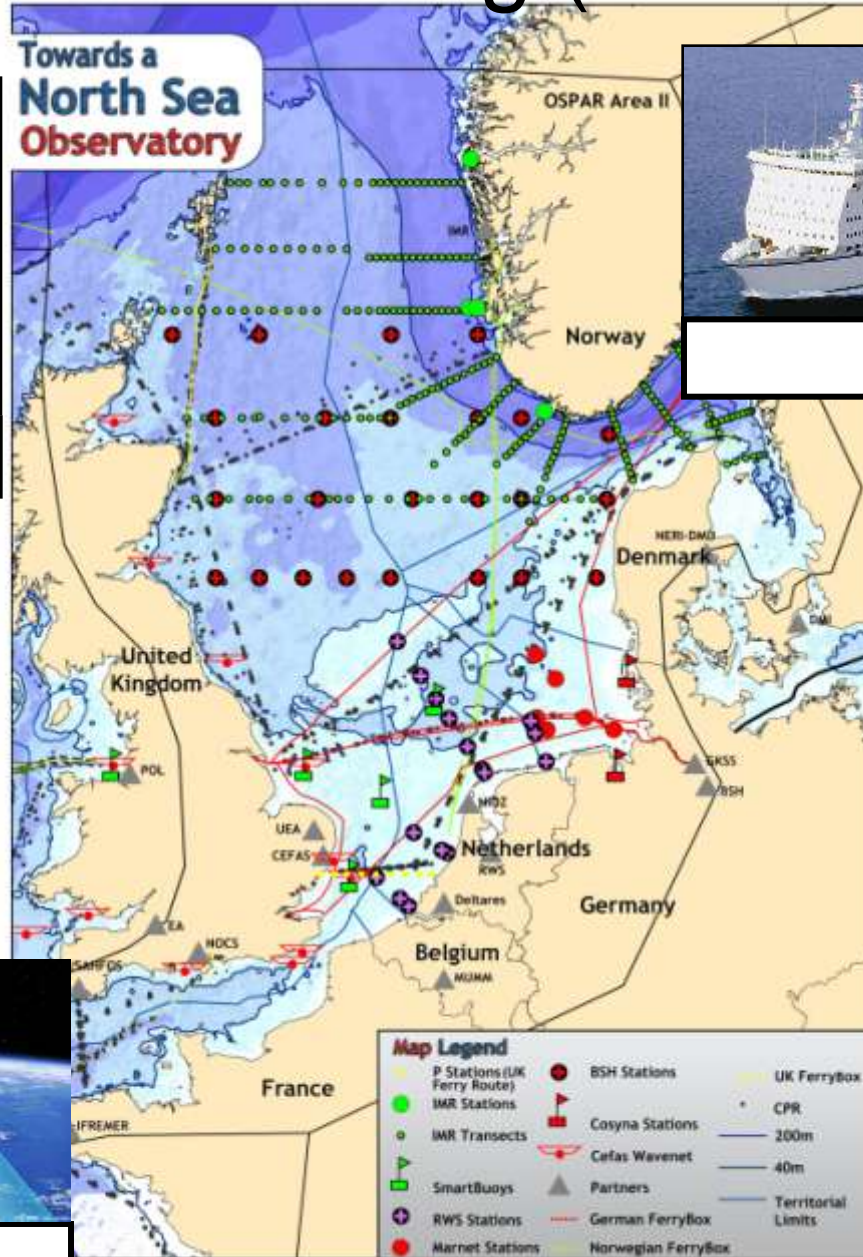 Towards a
North Sea
Observatory
OSPAR Area II
IMR
Norway
NERI-DMU
Denmark
DMI
United
Kingdom
POL
GKSS
BSH
NIOZ
UEA
CEFAS
Netherlands
RWS
Deltares
Germany
EA
NOCS
Belgium
SAHFOS
MUMM
France
IFREMER
Map Legend
P Stations (UK
Ferry Route)
IMR Stations
IMR Transects
SmartBuoys
RWS Stations
Marnet Stations
BSH Stations
Cosyna Stations
Cefas Wavenet
Partners
German FerryBox
Norwegian FerryBox
UK FerryBox
CPR
200m
40m
Territorial
Limits